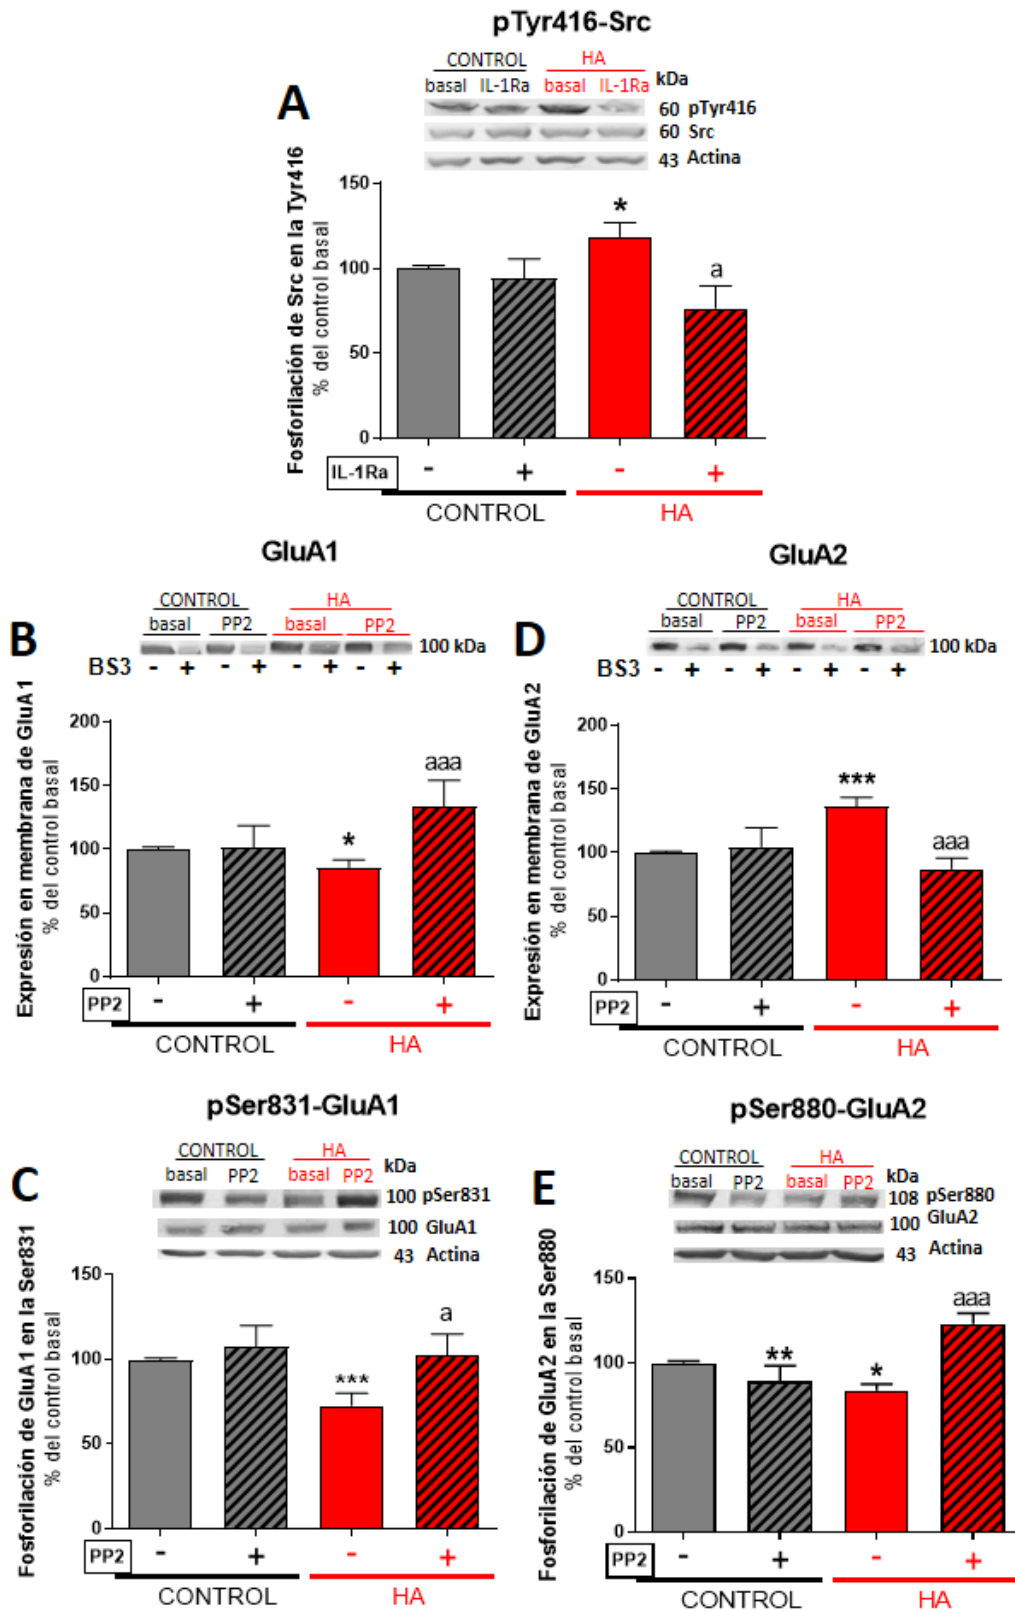 pTyr416-Src
A
CONTROL HA
basal IL-1Ra basal IL-1Ra kDa
60 pTyr416
60 Src
43 Actina
Fosforilación de Src en la Tyr416
% del control basal
150
100
50
0
*
a
IL-1Ra - + - +
CONTROL HA
GluA1
B
CONTROL HA
basal PP2 basal PP2
100 kDa
BS3 - + - + - + - +
Expresión en membrana de GluA1
% del control basal
200
150
100
50
0
*
aaa
PP2 - + - +
CONTROL HA
GluA2
D
CONTROL HA
basal PP2 basal PP2
100 kDa
BS3 - + - + - + - +
Expresión en membrana de GluA2
% del control basal
200
150
100
50
0
***
aaa
PP2 - + - +
CONTROL HA
pSer831-GluA1
C
CONTROL HA
basal PP2 basal PP2 kDa
100 pSer831
100 GluA1
43 Actina
Fosforilación de GluA1 en la Ser831
% del control basal
150
100
50
0
***
a
PP2 - + - +
CONTROL HA
pSer880-GluA2
E
CONTROL HA
basal PP2 basal PP2 kDa
108 pSer880
100 GluA2
43 Actina
Fosforilación de GluA2 en la Ser880
% del control basal
150
100
50
0
**
*
aaa
PP2 - + - +
CONTROL HA